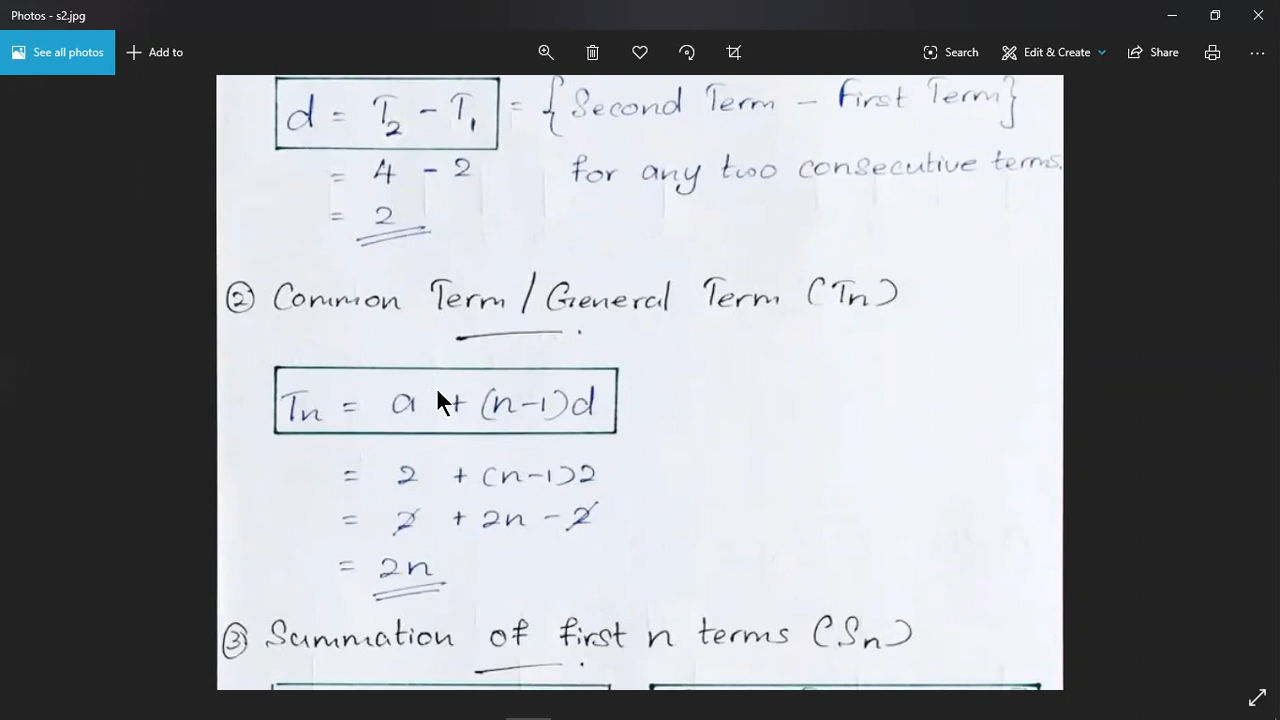 Photos - s2.jpg
See all photos
Add to
Search
Edit & Create
Share
d = T₂ - T₁ = {Second Term - First Term}
= 4 - 2 for any two consecutive terms.
= 2
② Common Term / General Term (Tn)
Tn = a + (n-1)d
= 2 + (n-1)2
= 2 + 2n - 2
= 2n
③ Summation of first n terms (Sn)